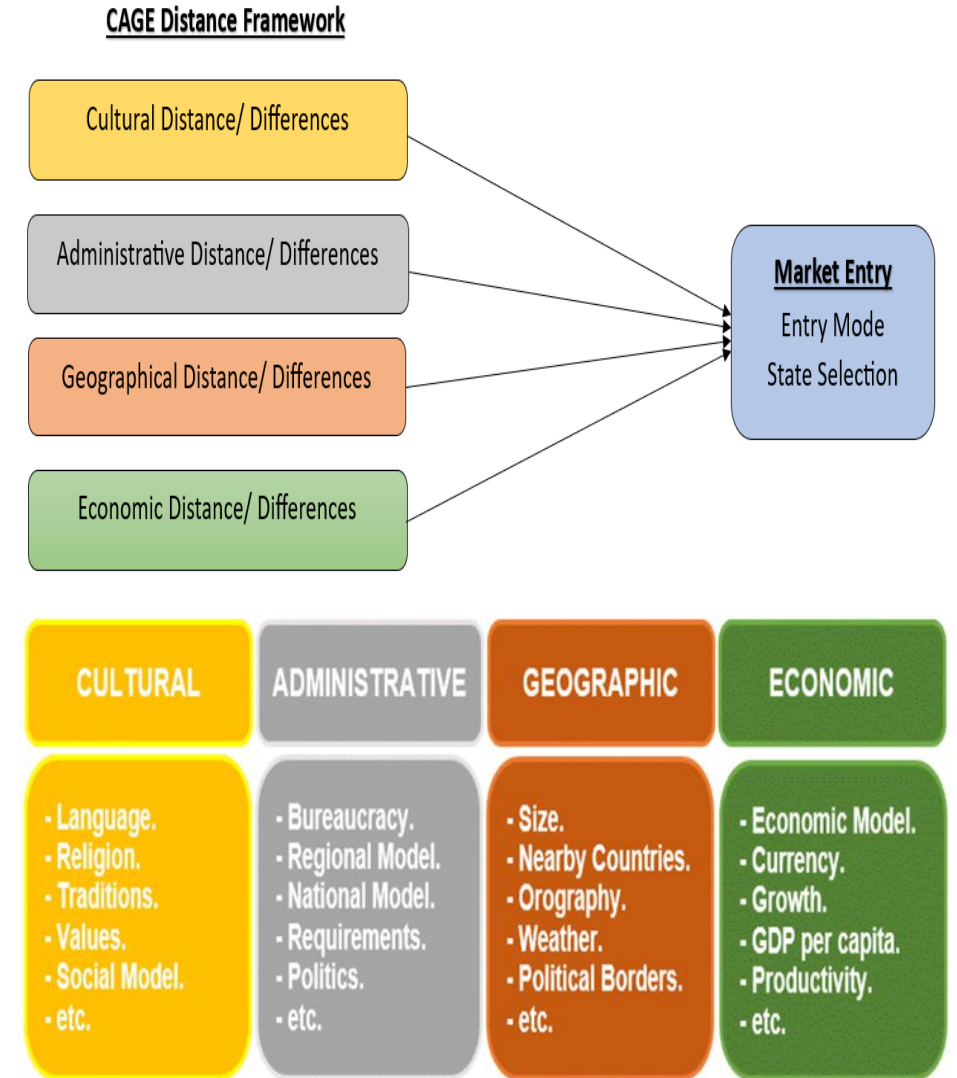 CAGE Distance Framework
Cultural Distance/ Differences
Administrative Distance/ Differences
Geographical Distance/ Differences
Economic Distance/ Differences
Market Entry
Entry Mode
State Selection
CULTURAL
- Language.
- Religion.
- Traditions.
- Values.
- Social Model.
- etc.
ADMINISTRATIVE
- Bureaucracy.
- Regional Model.
- National Model.
- Requirements.
- Politics.
- etc.
GEOGRAPHIC
- Size.
- Nearby Countries.
- Orography.
- Weather.
- Political Borders.
- etc.
ECONOMIC
- Economic Model.
- Currency.
- Growth.
- GDP per capita.
- Productivity.
- etc.